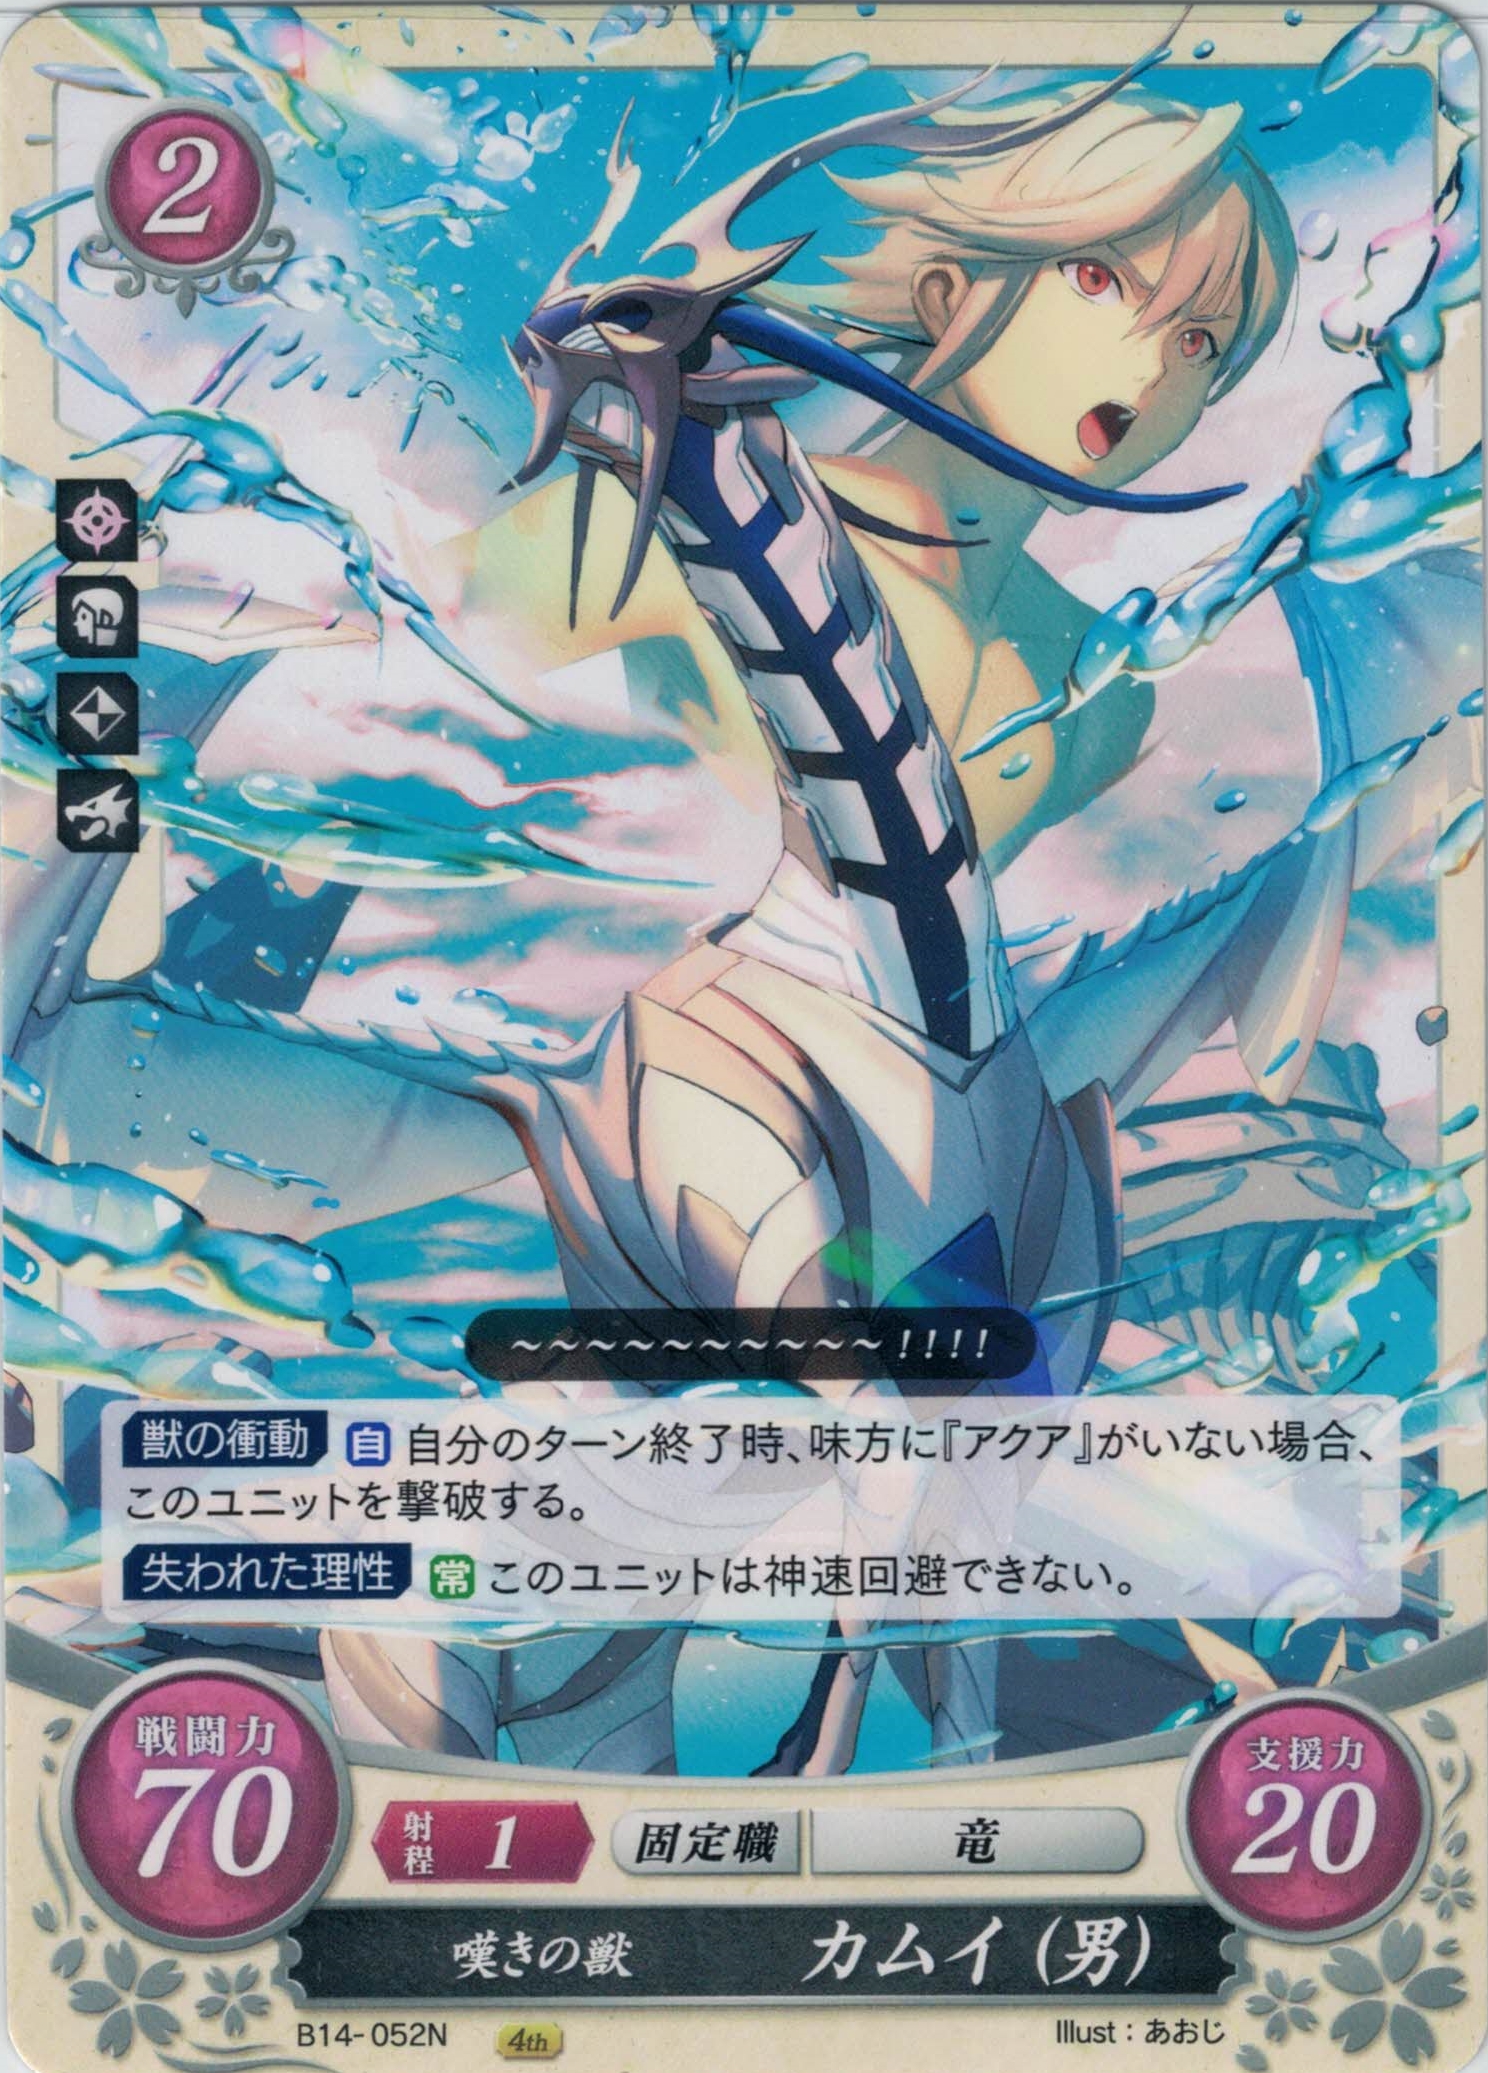 2
～～～～～～～～～～!!!!
獣の衝動 自 自分のターン終了時、味方に『アクア』がいない場合、
このユニットを撃破する。
失われた理性 常 このユニットは神速回避できない。
戦闘力
70
射程 1
固定職 竜
支援力
20
嘆きの獣 カムイ(男)
B14-052N 4th Illust：あおじ